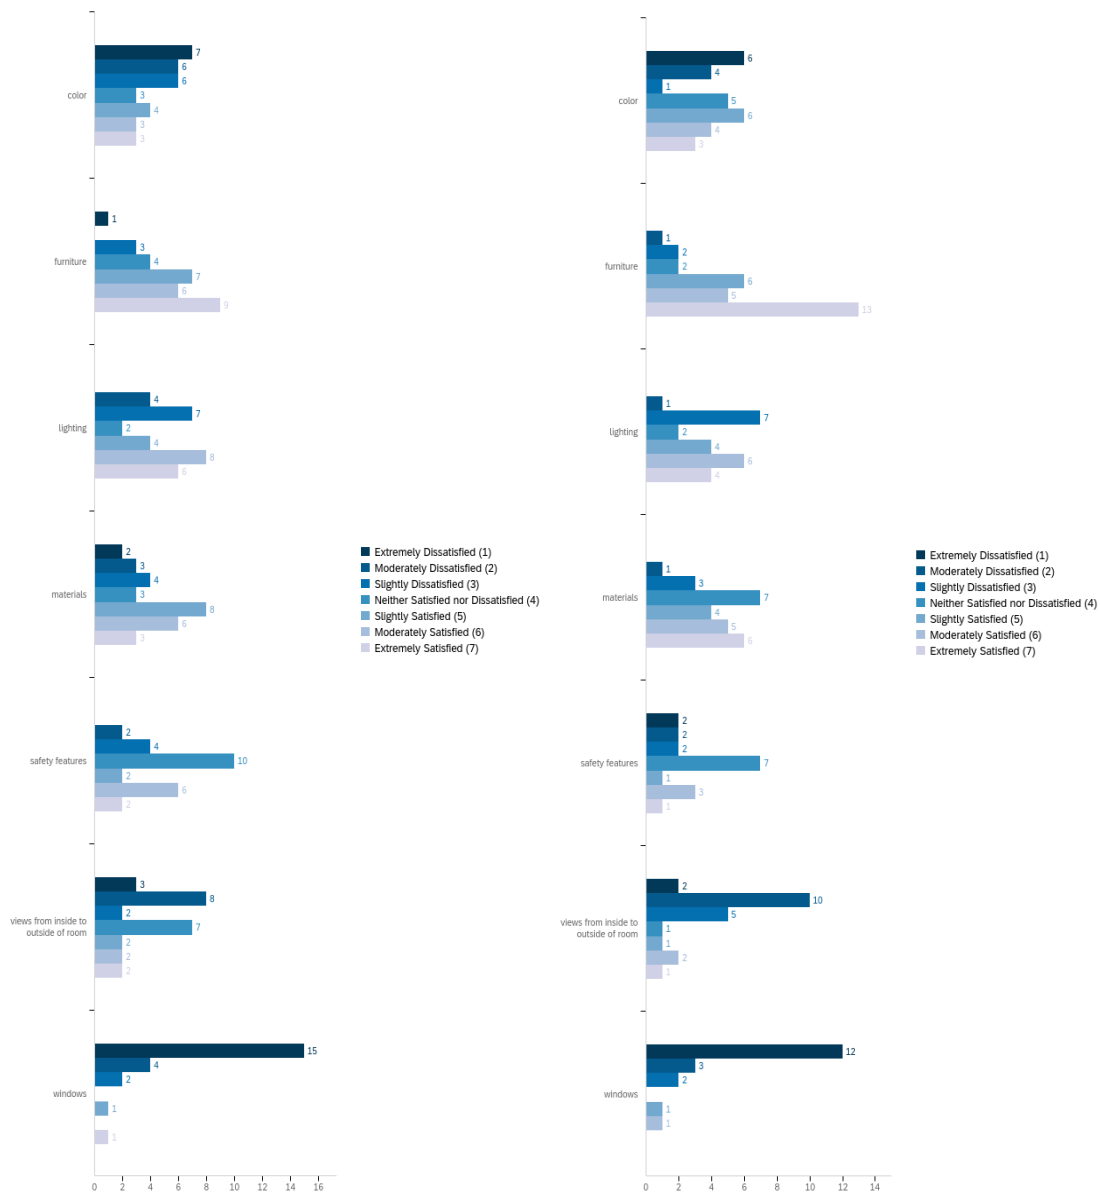 7
6
6
color
3
4
3
3
1
3
furniture
4
7
6
9
4
7
lighting
2
4
8
6
2
3
4
materials
3
8
6
3
2
4
safety features
10
2
6
2
3
8
2
views from inside to
outside of room
7
2
2
2
15
4
2
windows
1
1
0 2 4 6 8 10 12 14 16
Extremely Dissatisfied (1)
Moderately Dissatisfied (2)
Slightly Dissatisfied (3)
Neither Satisfied nor Dissatisfied (4)
Slightly Satisfied (5)
Moderately Satisfied (6)
Extremely Satisfied (7)
6
4
1
color
5
6
4
3
1
2
furniture
2
6
5
13
1
7
lighting
2
4
6
4
1
3
materials
7
4
5
6
2
2
2
safety features
7
1
3
1
2
10
5
views from inside to
outside of room
1
1
2
1
12
3
2
windows
1
1
0 2 4 6 8 10 12 14
Extremely Dissatisfied (1)
Moderately Dissatisfied (2)
Slightly Dissatisfied (3)
Neither Satisfied nor Dissatisfied (4)
Slightly Satisfied (5)
Moderately Satisfied (6)
Extremely Satisfied (7)